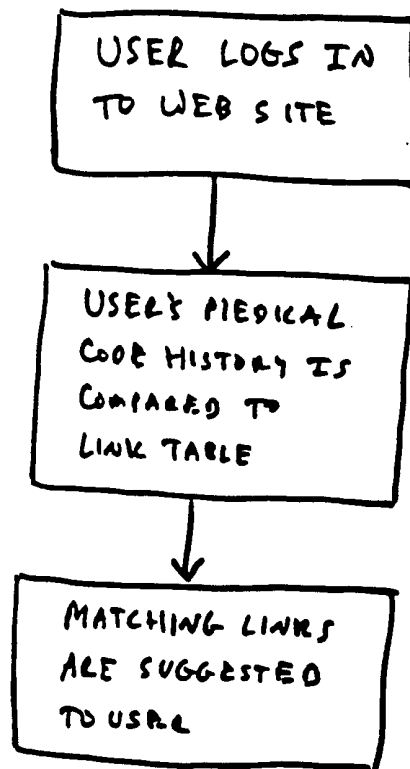 USER LOGS IN
TO WEB SITE
USER'S MEDICAL
CODE HISTORY IS
COMPARED TO
LINK TABLE
MATCHING LINKS
ARE SUGGESTED
TO USER